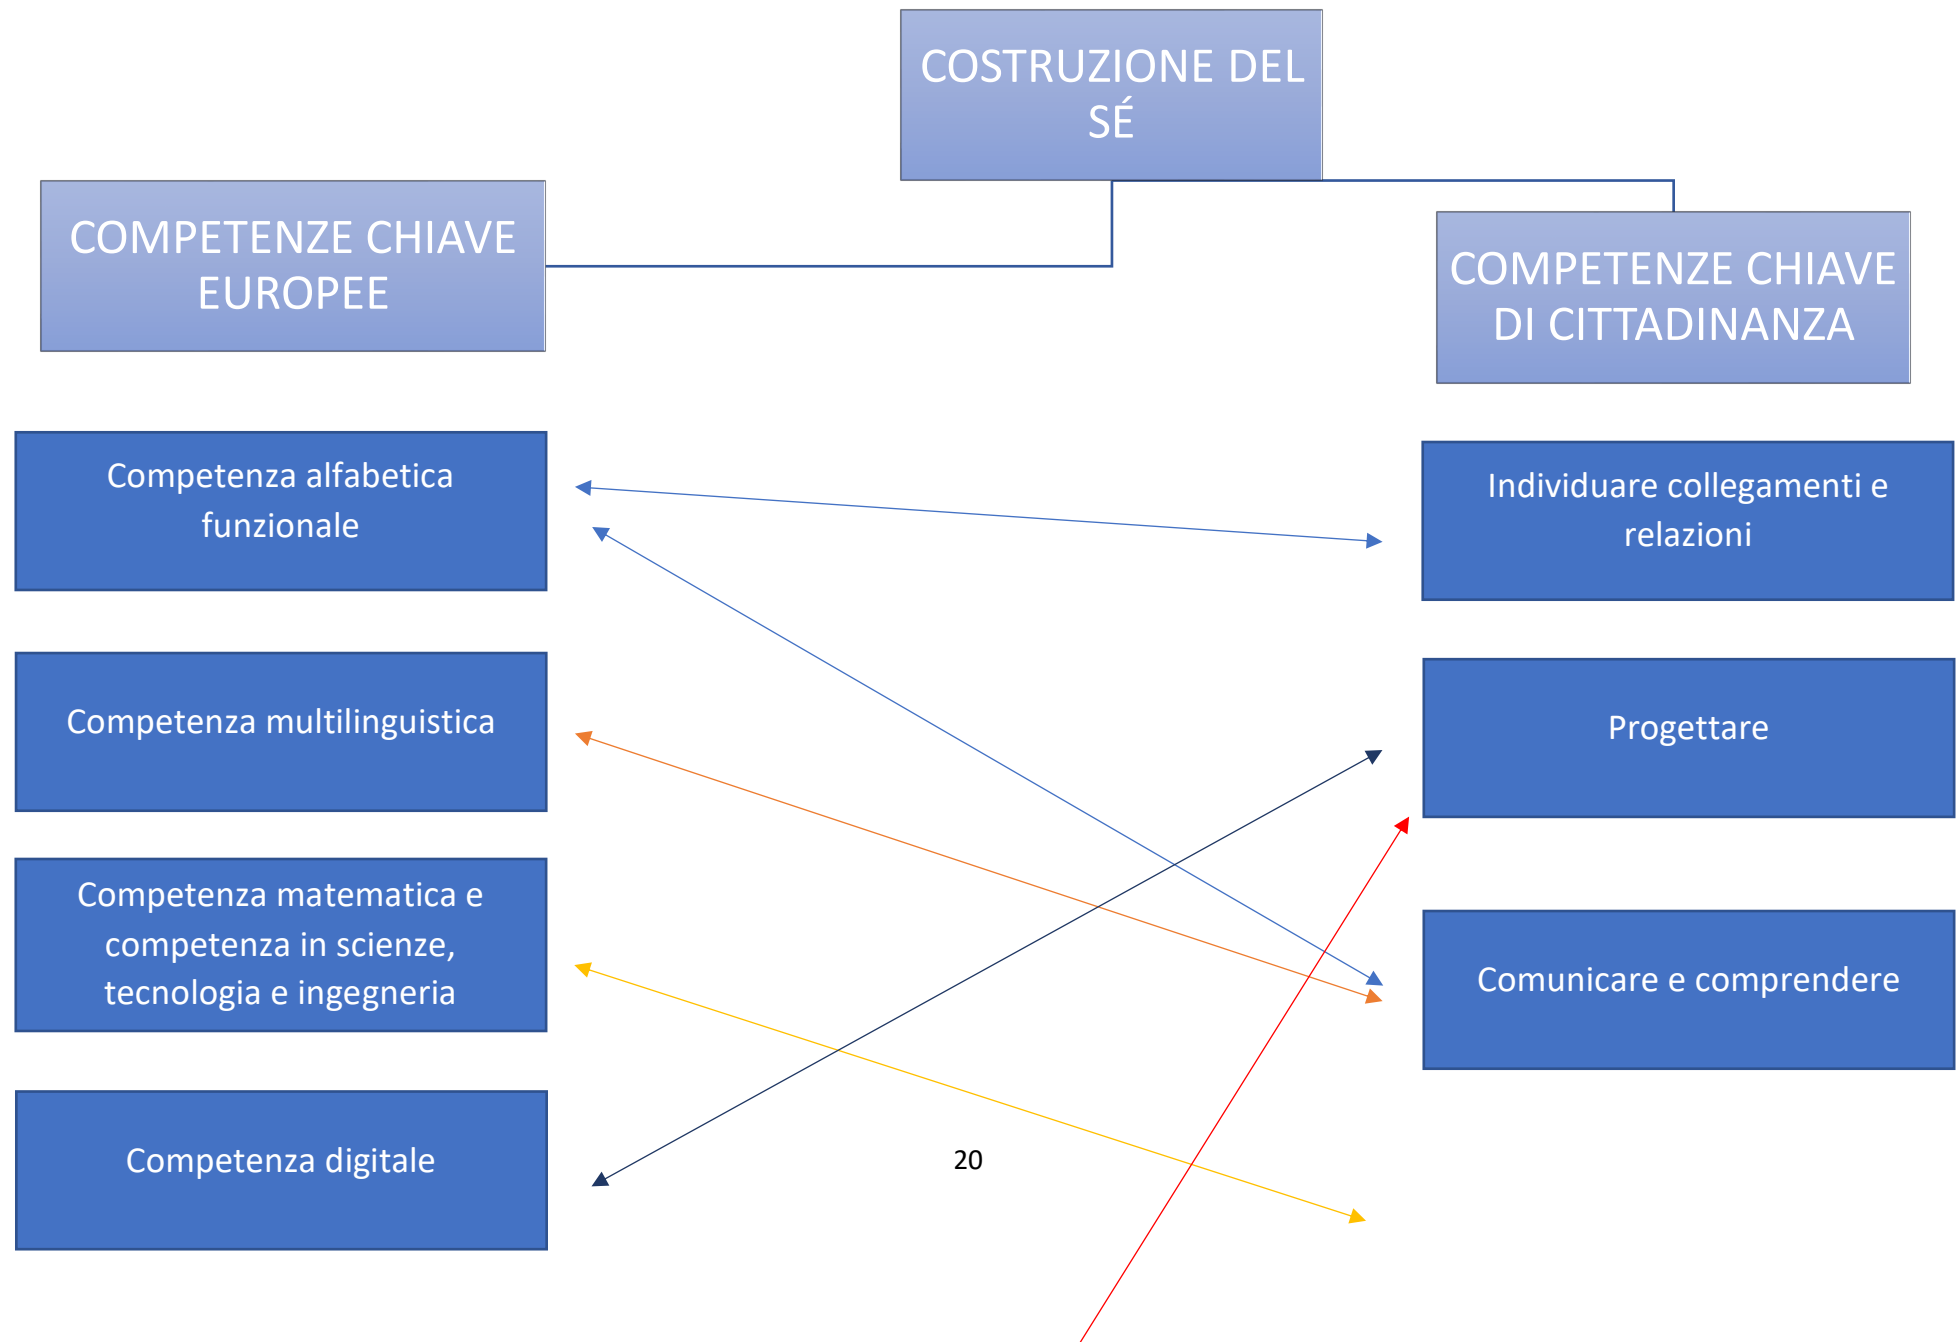 COSTRUZIONE DEL
SÉ
COMPETENZE CHIAVE
EUROPEE
COMPETENZE CHIAVE
DI CITTADINANZA
Competenza alfabetica
funzionale
Individuare collegamenti e
relazioni
Competenza multilinguistica
Progettare
Competenza matematica e
competenza in scienze,
tecnologia e ingegneria
Comunicare e comprendere
Competenza digitale
20